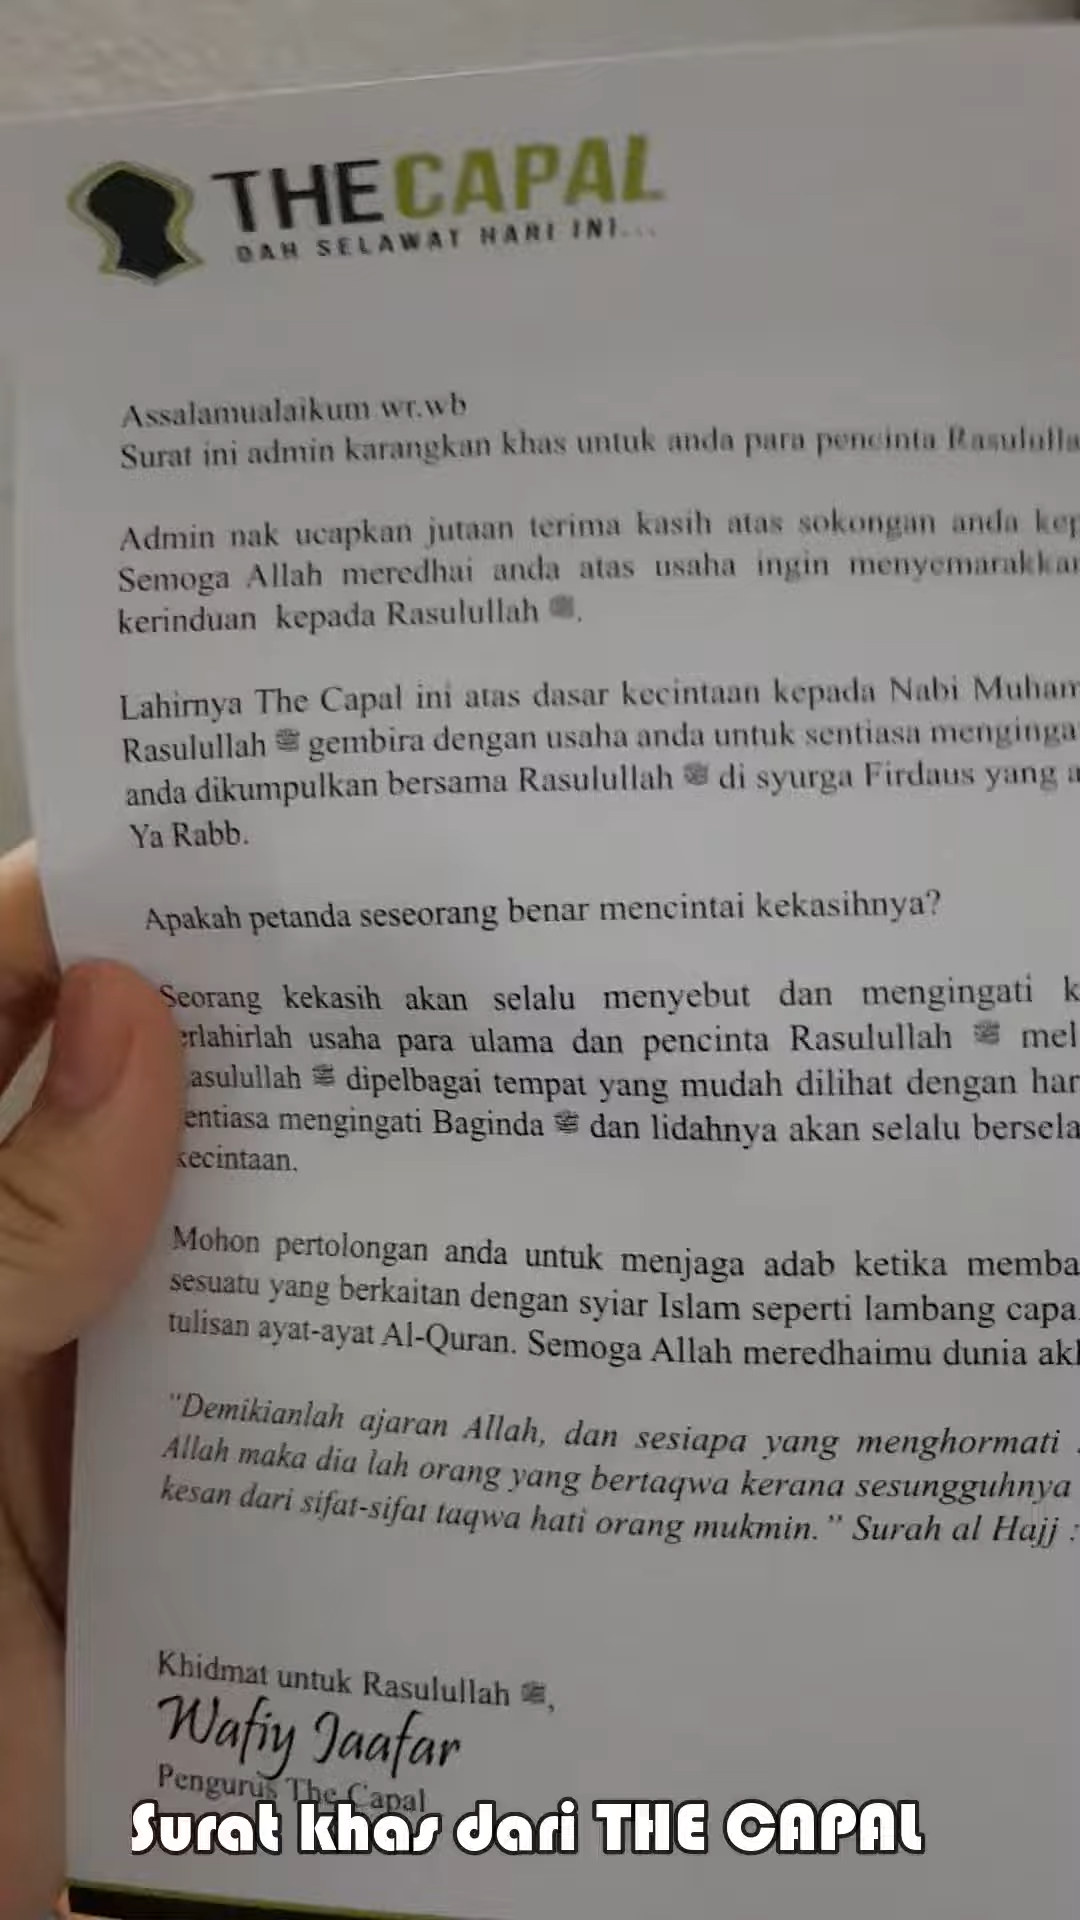 THE CAPAL
DAH SELAWAT HARI INI...
Assalamualaikum wr.wb
Surat ini admin karangkan khas untuk anda para pencinta
Admin nak ucapkan jutaan terima kasih atas sokongan anda
Semoga Allah meredhai anda atas usaha ingin
kerinduan kepada Rasulullah ﷺ.
Lahirnya The Capal ini atas dasar kecintaan kepada Nabi
Rasulullah ﷺ gembira dengan usaha anda untuk sentiasa
anda dikumpulkan bersama Rasulullah ﷺ di syurga Firdaus yang
Ya Rabb.
Apakah petanda seseorang benar mencintai kekasihnya?
Seorang kekasih akan selalu menyebut dan mengingati
usaha para ulama dan pencinta Rasulullah ﷺ
ﷺ dipelbagai tempat yang mudah dilihat dengan
mengingati Baginda ﷺ dan lidahnya akan selalu
kecintaan.
Mohon pertolongan anda untuk menjaga adab ketika
sesuatu yang berkaitan dengan syiar Islam seperti lambang
tulisan ayat-ayat Al-Quran. Semoga Allah meredhaimu dunia
"Demikianlah ajaran Allah, dan sesiapa yang menghormati
Allah maka dia lah orang yang bertaqwa kerana sesungguhnya
kesan dari sifat-sifat taqwa hati orang mukmin." Surah al Hajj :
Khidmat untuk Rasulullah ﷺ,
Wafiy Jaafar
Pengurus The Capal
Surat khas dari THE CAPAL